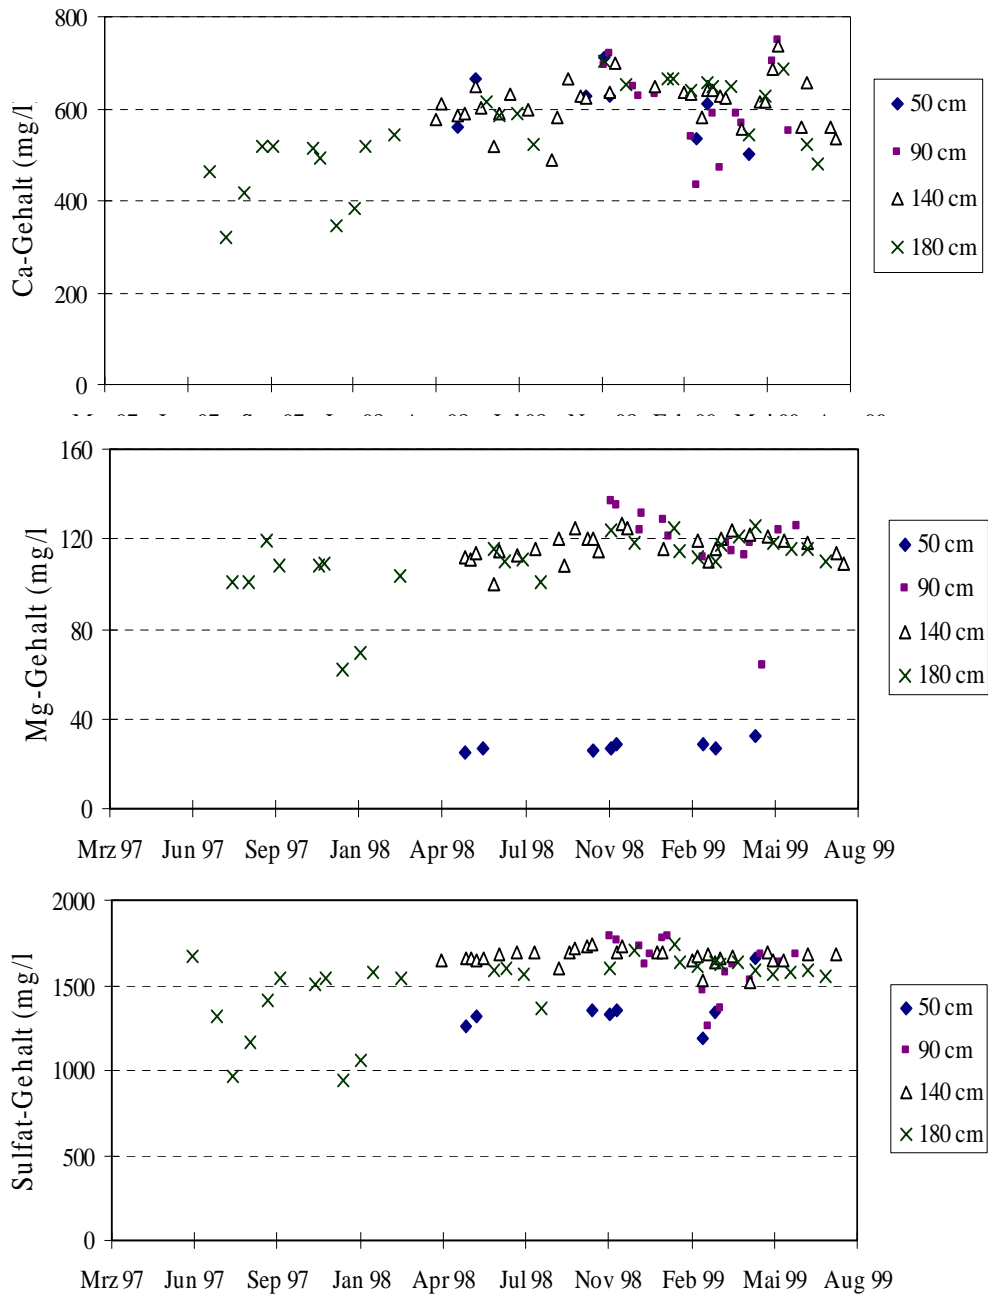 800
600
400
200
0
Ca-Gehalt (mg/l
50 cm
90 cm
140 cm
180 cm
160
120
80
40
0
Mg-Gehalt (mg/l
Mrz 97 Jun 97 Sep 97 Jan 98 Apr 98 Jul 98 Nov 98 Feb 99 Mai 99 Aug 99
50 cm
90 cm
140 cm
180 cm
2000
1500
1000
500
0
Sulfat-Gehalt (mg/l
Mrz 97 Jun 97 Sep 97 Jan 98 Apr 98 Jul 98 Nov 98 Feb 99 Mai 99 Aug 99
50 cm
90 cm
140 cm
180 cm